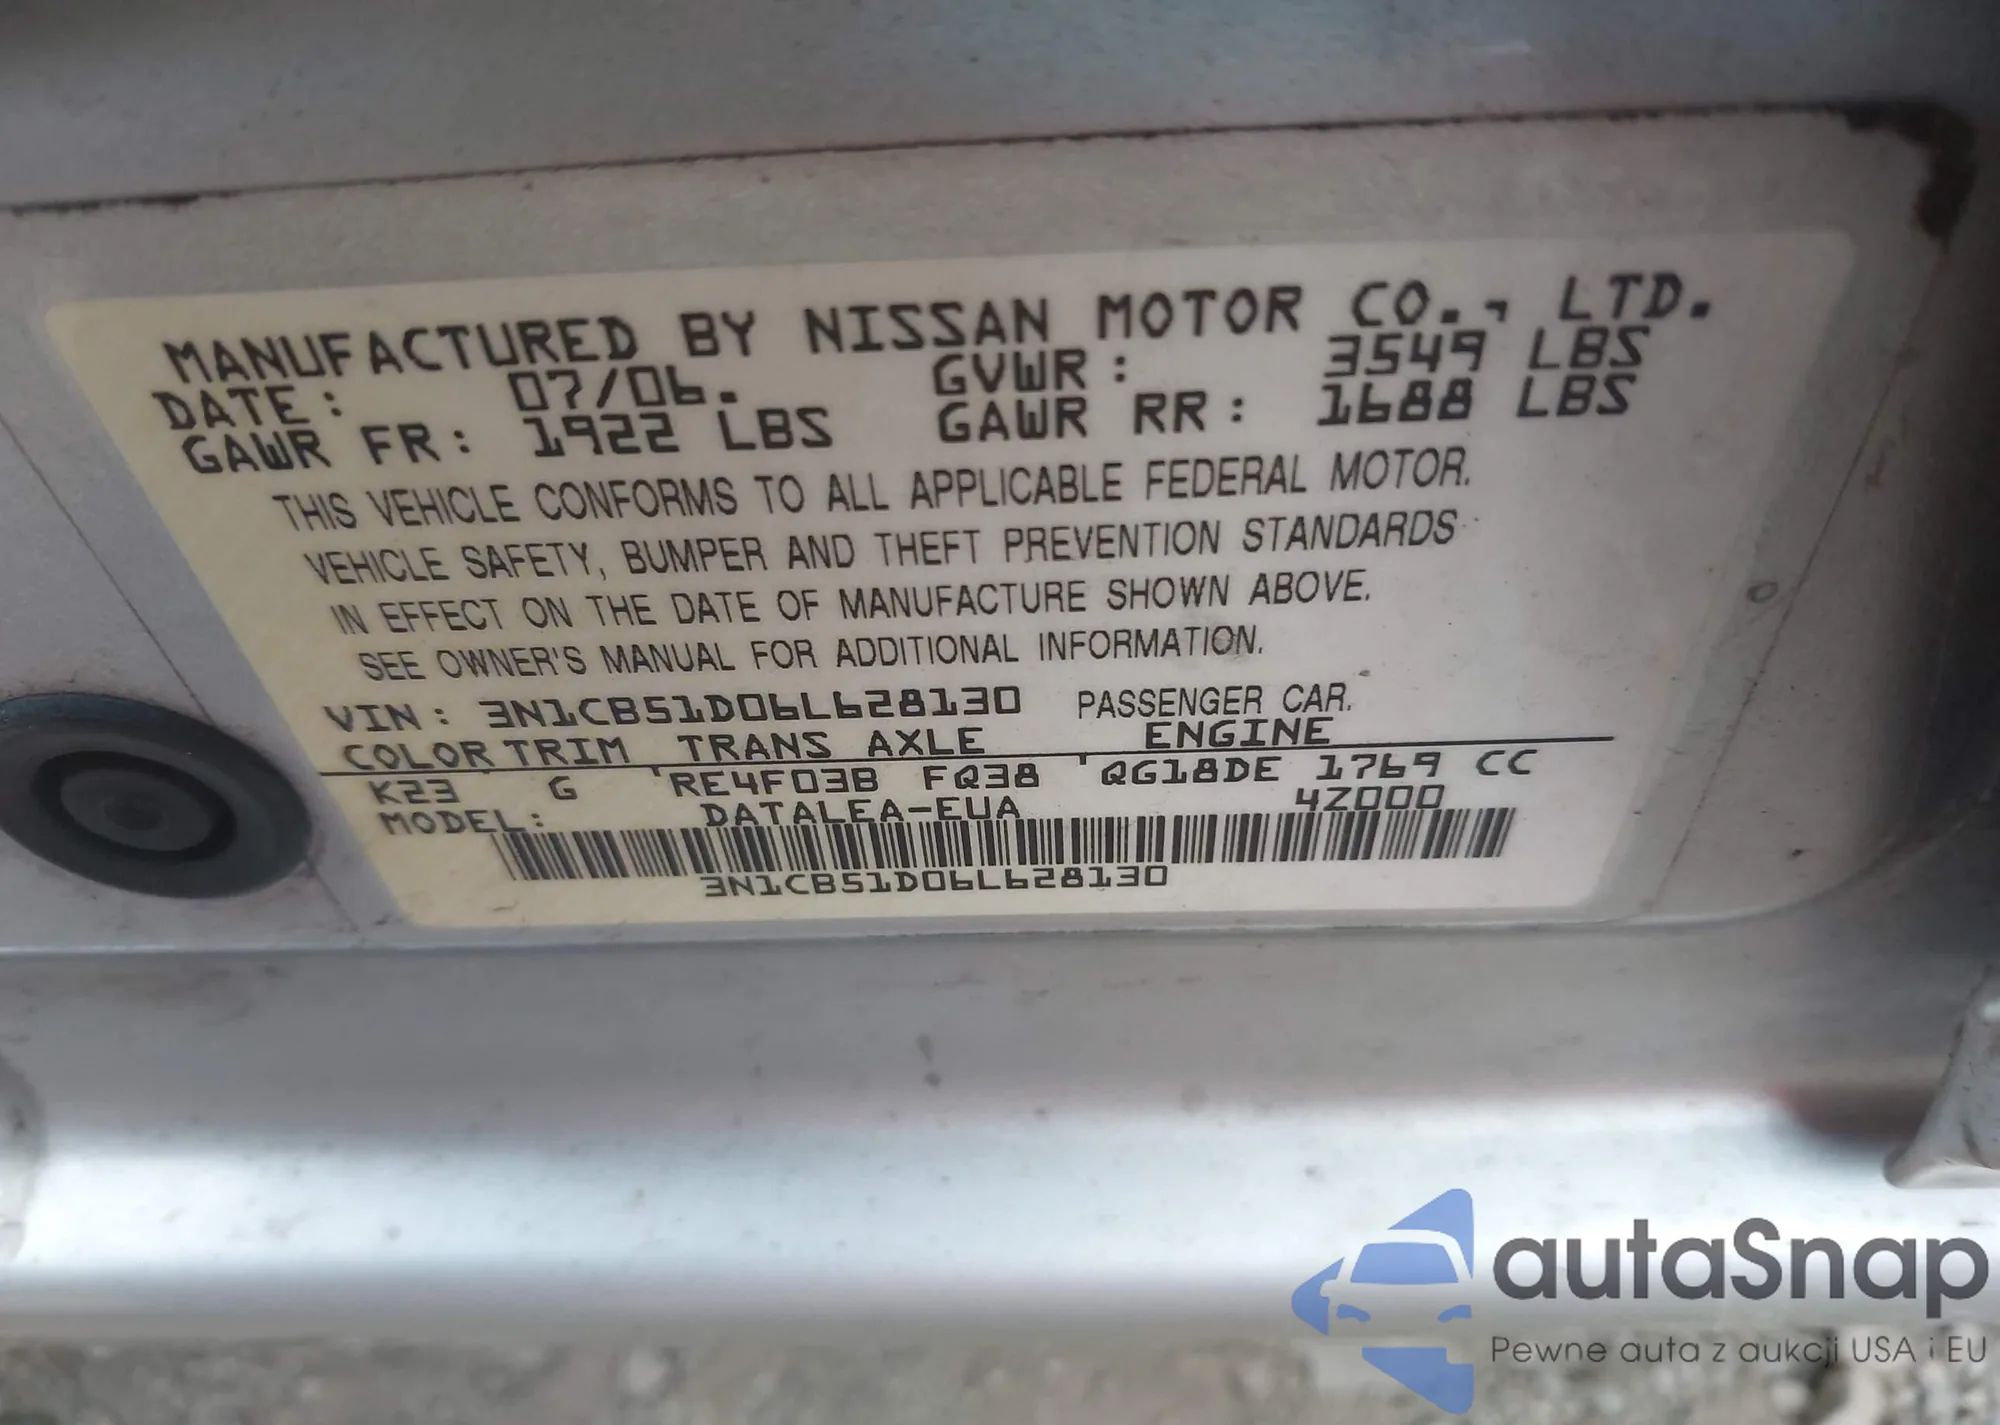 MANUFACTURED BY NISSAN MOTOR CO., LTD.
DATE: 07/06. GVWR: 3549 LBS
GAWR FR: 1922 LBS GAWR RR: 1688 LBS
THIS VEHICLE CONFORMS TO ALL APPLICABLE FEDERAL MOTOR.
VEHICLE SAFETY, BUMPER AND THEFT PREVENTION STANDARDS
IN EFFECT ON THE DATE OF MANUFACTURE SHOWN ABOVE.
SEE OWNER'S MANUAL FOR ADDITIONAL INFORMATION.
VIN: 3N1CB51D06L628130 PASSENGER CAR.
COLOR TRIM TRANS AXLE ENGINE
K23 G RE4F03B FQ38 QG18DE 1769 CC
MODEL: DATALEA-EUA 4Z000
3N1CB51D06L628130
autaSnap
Pewne auta z aukcji USA i EU